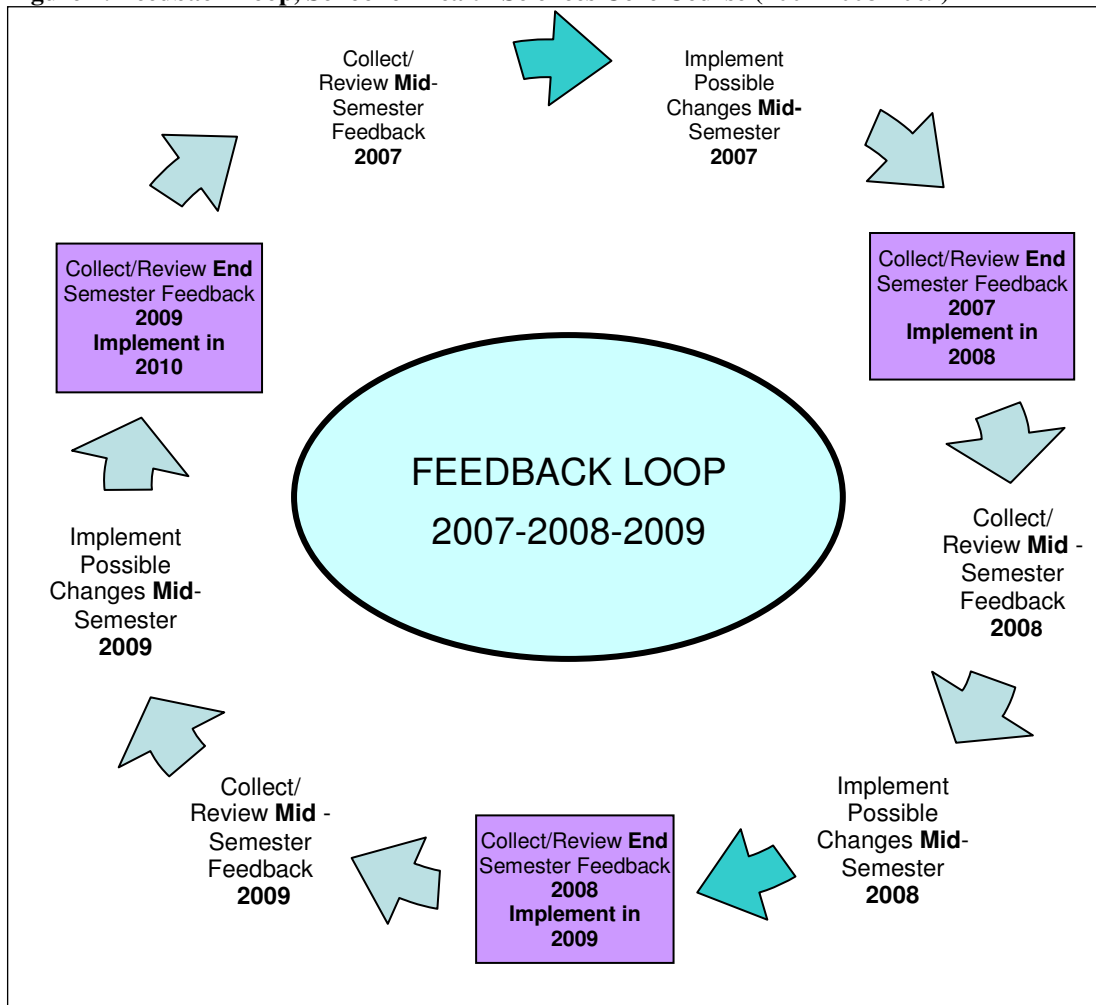 Collect/
Review Mid-
Semester
Feedback
2007
Implement
Possible
Changes Mid-
Semester
2007
Collect/Review End
Semester Feedback
2007
Implement in
2008
Collect/
Review Mid -
Semester
Feedback
2008
Implement
Possible
Changes Mid-
Semester
2008
Collect/Review End
Semester Feedback
2008
Implement in
2009
Collect/
Review Mid -
Semester
Feedback
2009
Implement
Possible
Changes Mid-
Semester
2009
Collect/Review End
Semester Feedback
2009
Implement in
2010
FEEDBACK LOOP
2007-2008-2009